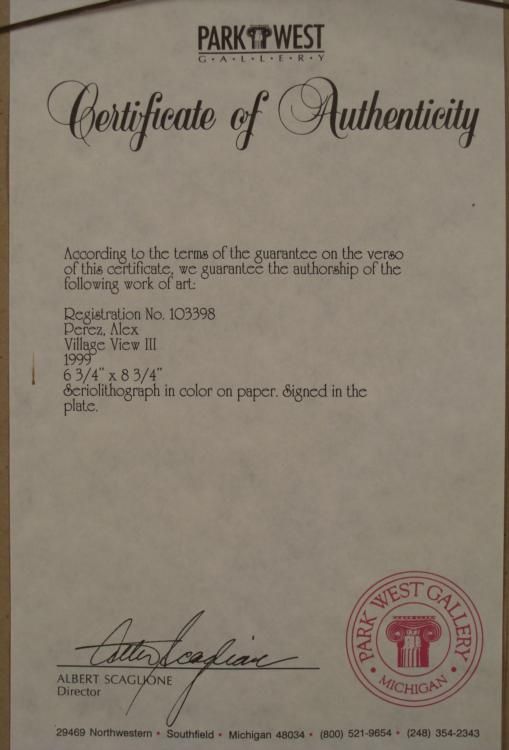 PARK WEST
G•A•L•L•E•R•Y
Certificate of Authenticity
According to the terms of the guarantee on the verso
of this certificate, we guarantee the authorship of the
following work of art:
Registration No. 103398
Perez, Alex
Village View III
1999
6 3/4" x 8 3/4"
Seriolithograph in color on paper. Signed in the
plate.
ALBERT SCAGLIONE
Director
PARK WEST GALLERY
• MICHIGAN •
29469 Northwestern • Southfield • Michigan 48034 • (800) 521-9654 • (248) 354-2343